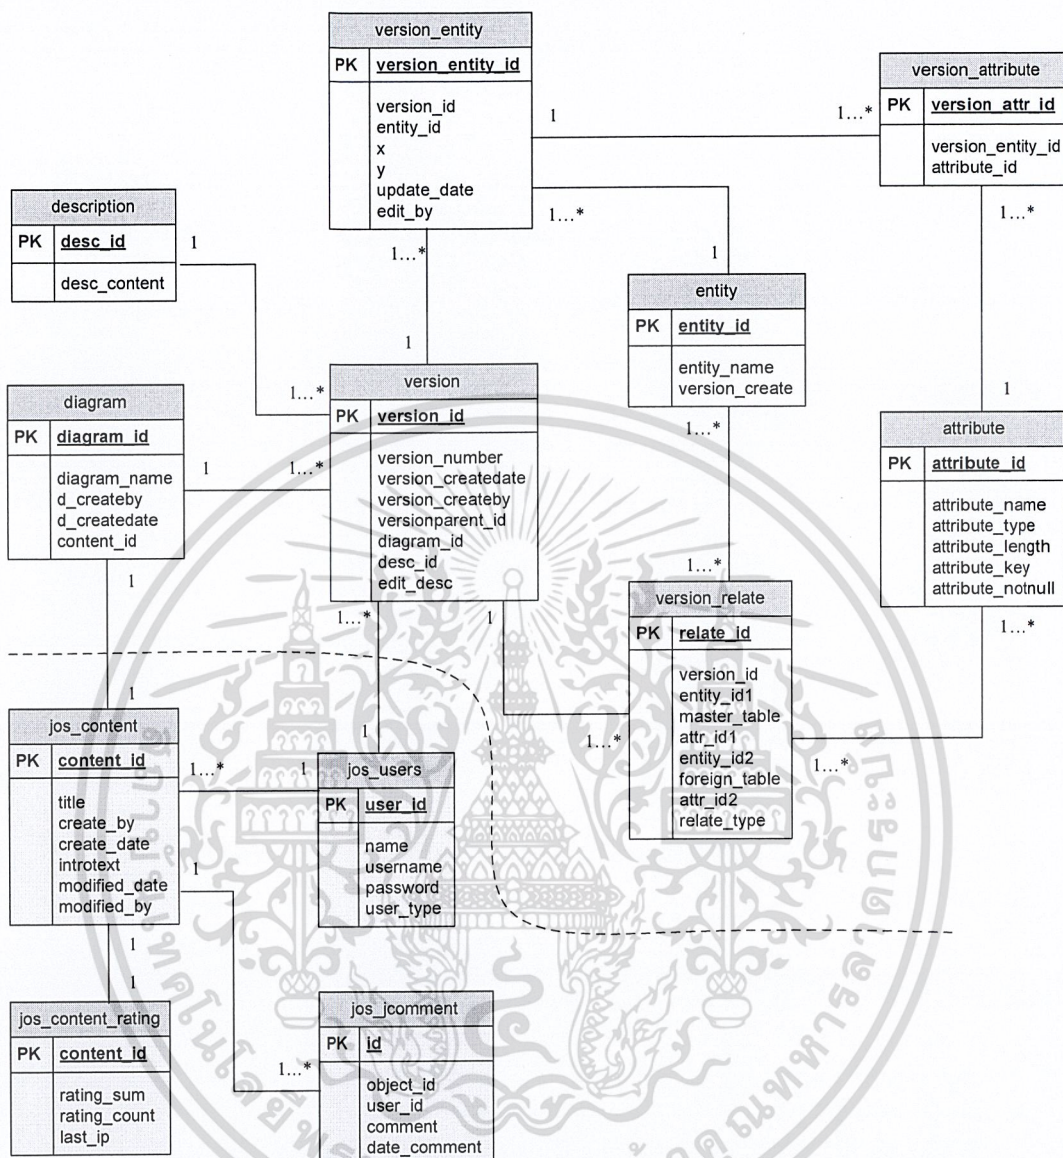 version_entity
PK version_entity_id
version_id
entity_id
x
y
update_date
edit_by
version_attribute
PK version_attr_id
version_entity_id
attribute_id
1
1...*
1...*
1
1...*
1
1...*
1
description
PK desc_id
desc_content
1
1...*
entity
PK entity_id
entity_name
version_create
1...*
1...*
diagram
PK diagram_id
diagram_name
d_createby
d_createdate
content_id
1
1...*
1
1
version
PK version_id
version_number
version_createdate
version_createby
versionparent_id
diagram_id
desc_id
edit_desc
1...*
1
1
1...*
attribute
PK attribute_id
attribute_name
attribute_type
attribute_length
attribute_key
attribute_notnull
1...*
1...*
version_relate
PK relate_id
version_id
entity_id1
master_table
attr_id1
entity_id2
foreign_table
attr_id2
relate_type
jos_content
PK content_id
title
create_by
create_date
introtext
modified_date
modified_by
1...*
1
1
1...*
1
1
jos_users
PK user_id
name
username
password
user_type
jos_content_rating
PK content_id
rating_sum
rating_count
last_ip
jos_jcomment
PK id
object_id
user_id
comment
date_comment